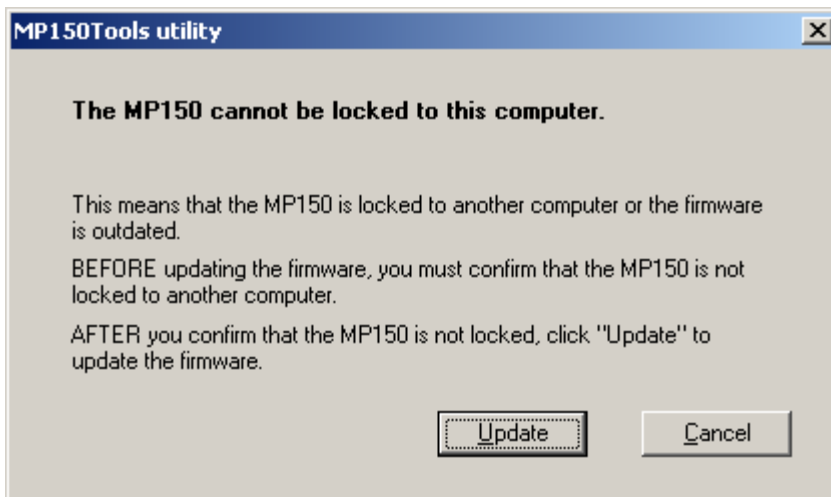 MP150Tools utility
The MP150 cannot be locked to this computer.
This means that the MP150 is locked to another computer or the firmware
is outdated.
BEFORE updating the firmware, you must confirm that the MP150 is not
locked to another computer.
AFTER you confirm that the MP150 is not locked, click "Update" to
update the firmware.
Update Cancel